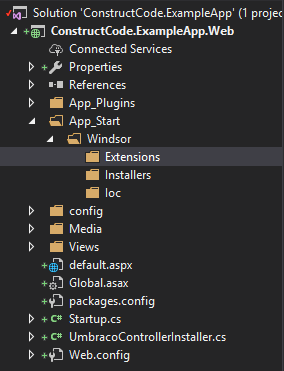 Solution 'ConstructCode.ExampleApp' (1 projec
ConstructCode.ExampleApp.Web
Connected Services
Properties
References
App_Plugins
App_Start
Windsor
Extensions
Installers
Ioc
config
Media
Views
default.aspx
Global.asax
packages.config
C# Startup.cs
C# UmbracoControllerInstaller.cs
Web.config